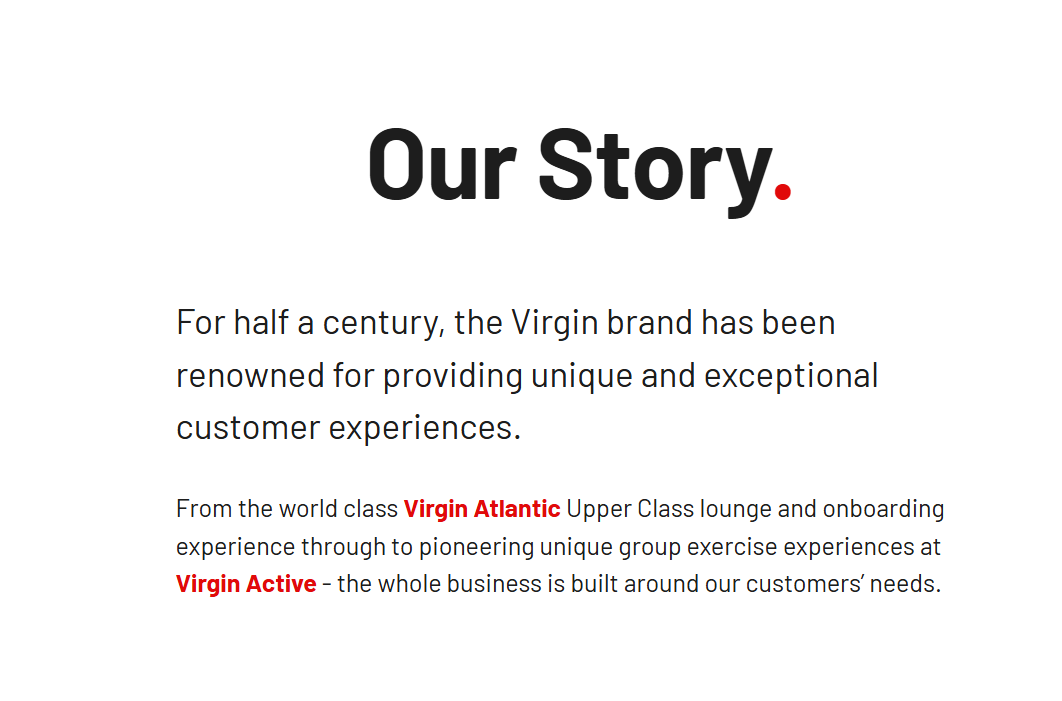 Our Story.
For half a century, the Virgin brand has been
renowned for providing unique and exceptional
customer experiences.
From the world class Virgin Atlantic Upper Class lounge and onboarding
experience through to pioneering unique group exercise experiences at
Virgin Active - the whole business is built around our customers’ needs.